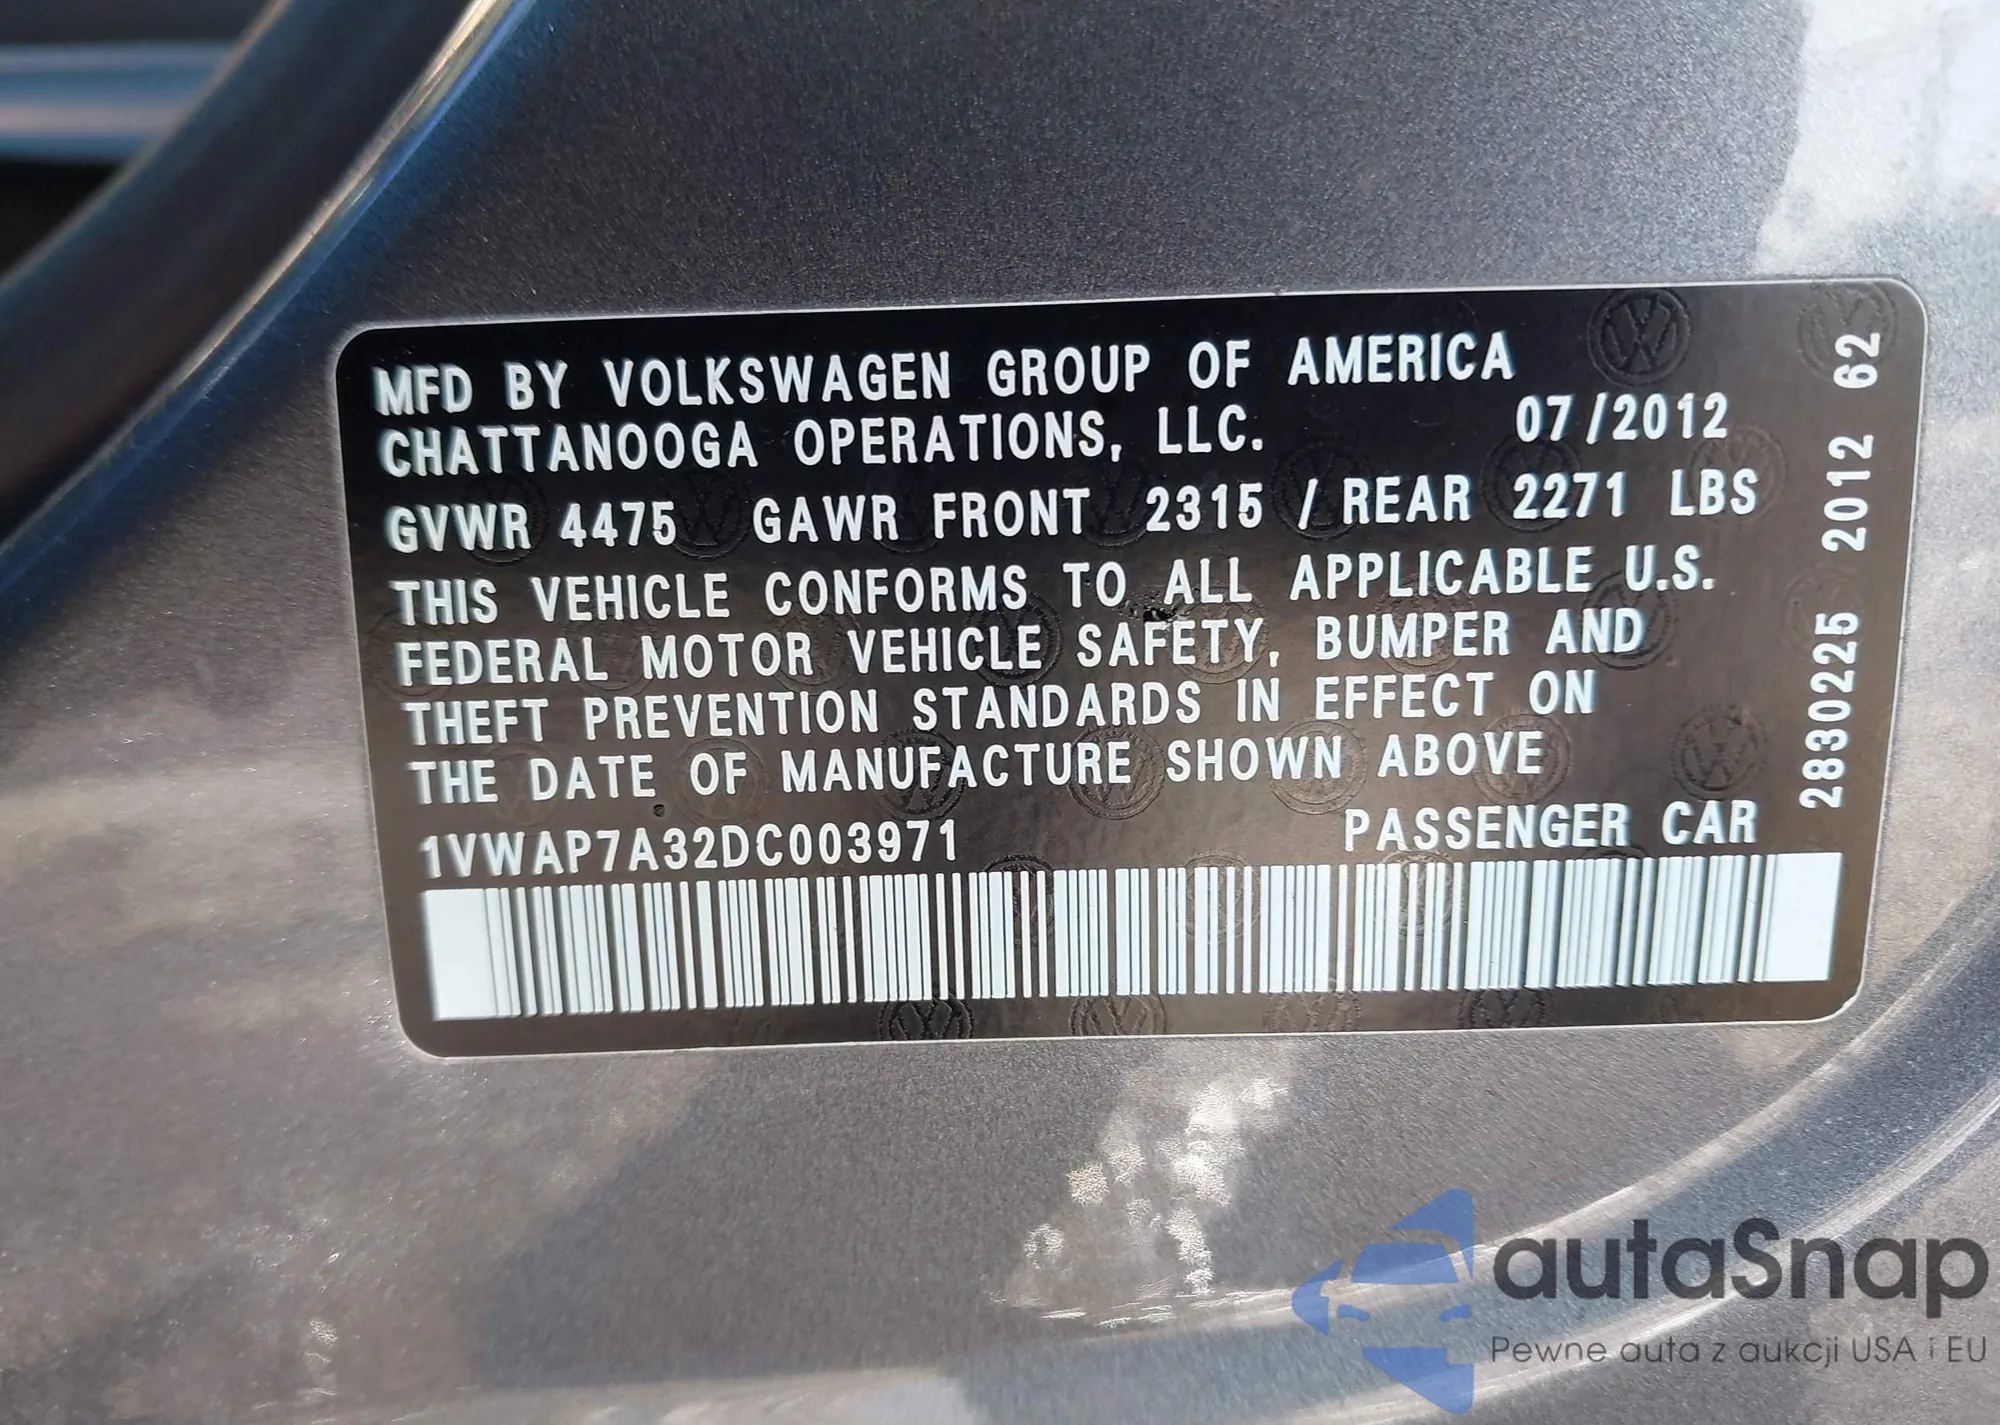 MFD BY VOLKSWAGEN GROUP OF AMERICA
CHATTANOOGA OPERATIONS, LLC. 07/2012
GVWR 4475 GAWR FRONT 2315 / REAR 2271 LBS
THIS VEHICLE CONFORMS TO ALL APPLICABLE U.S.
FEDERAL MOTOR VEHICLE SAFETY, BUMPER AND
THEFT PREVENTION STANDARDS IN EFFECT ON
THE DATE OF MANUFACTURE SHOWN ABOVE
1VWAP7A32DC003971 PASSENGER CAR
2830225 2012 62
autaSnap
Pewne auta z aukcji USA i EU